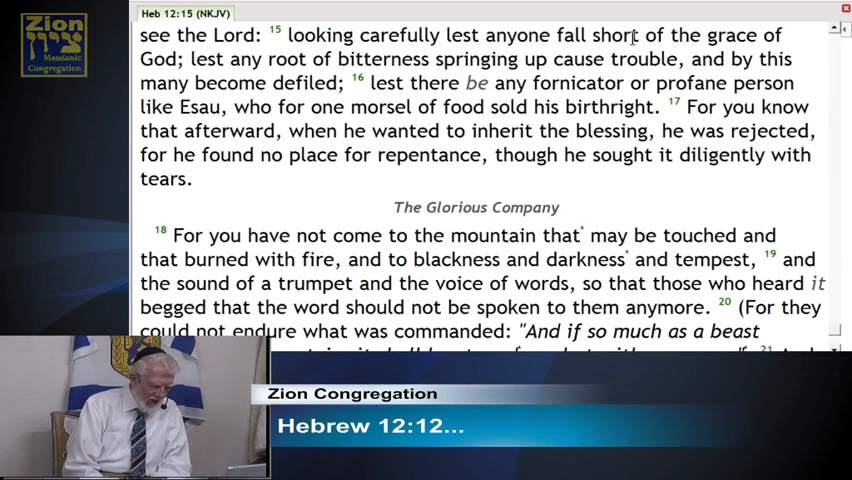 Zion
ציון
Messianic
Congregation
Heb 12:15 (NKJV)
see the Lord: 15 looking carefully lest anyone fall short of the grace of
God; lest any root of bitterness springing up cause trouble, and by this
many become defiled; 16 lest there be any fornicator or profane person
like Esau, who for one morsel of food sold his birthright. 17 For you know
that afterward, when he wanted to inherit the blessing, he was rejected,
for he found no place for repentance, though he sought it diligently with
tears.
The Glorious Company
18 For you have not come to the mountain that* may be touched and
that burned with fire, and to blackness and darkness* and tempest, 19 and
the sound of a trumpet and the voice of words, so that those who heard it
begged that the word should not be spoken to them anymore. 20 (For they
could not endure what was commanded: "And if so much as a beast
Zion Congregation
Hebrew 12:12...